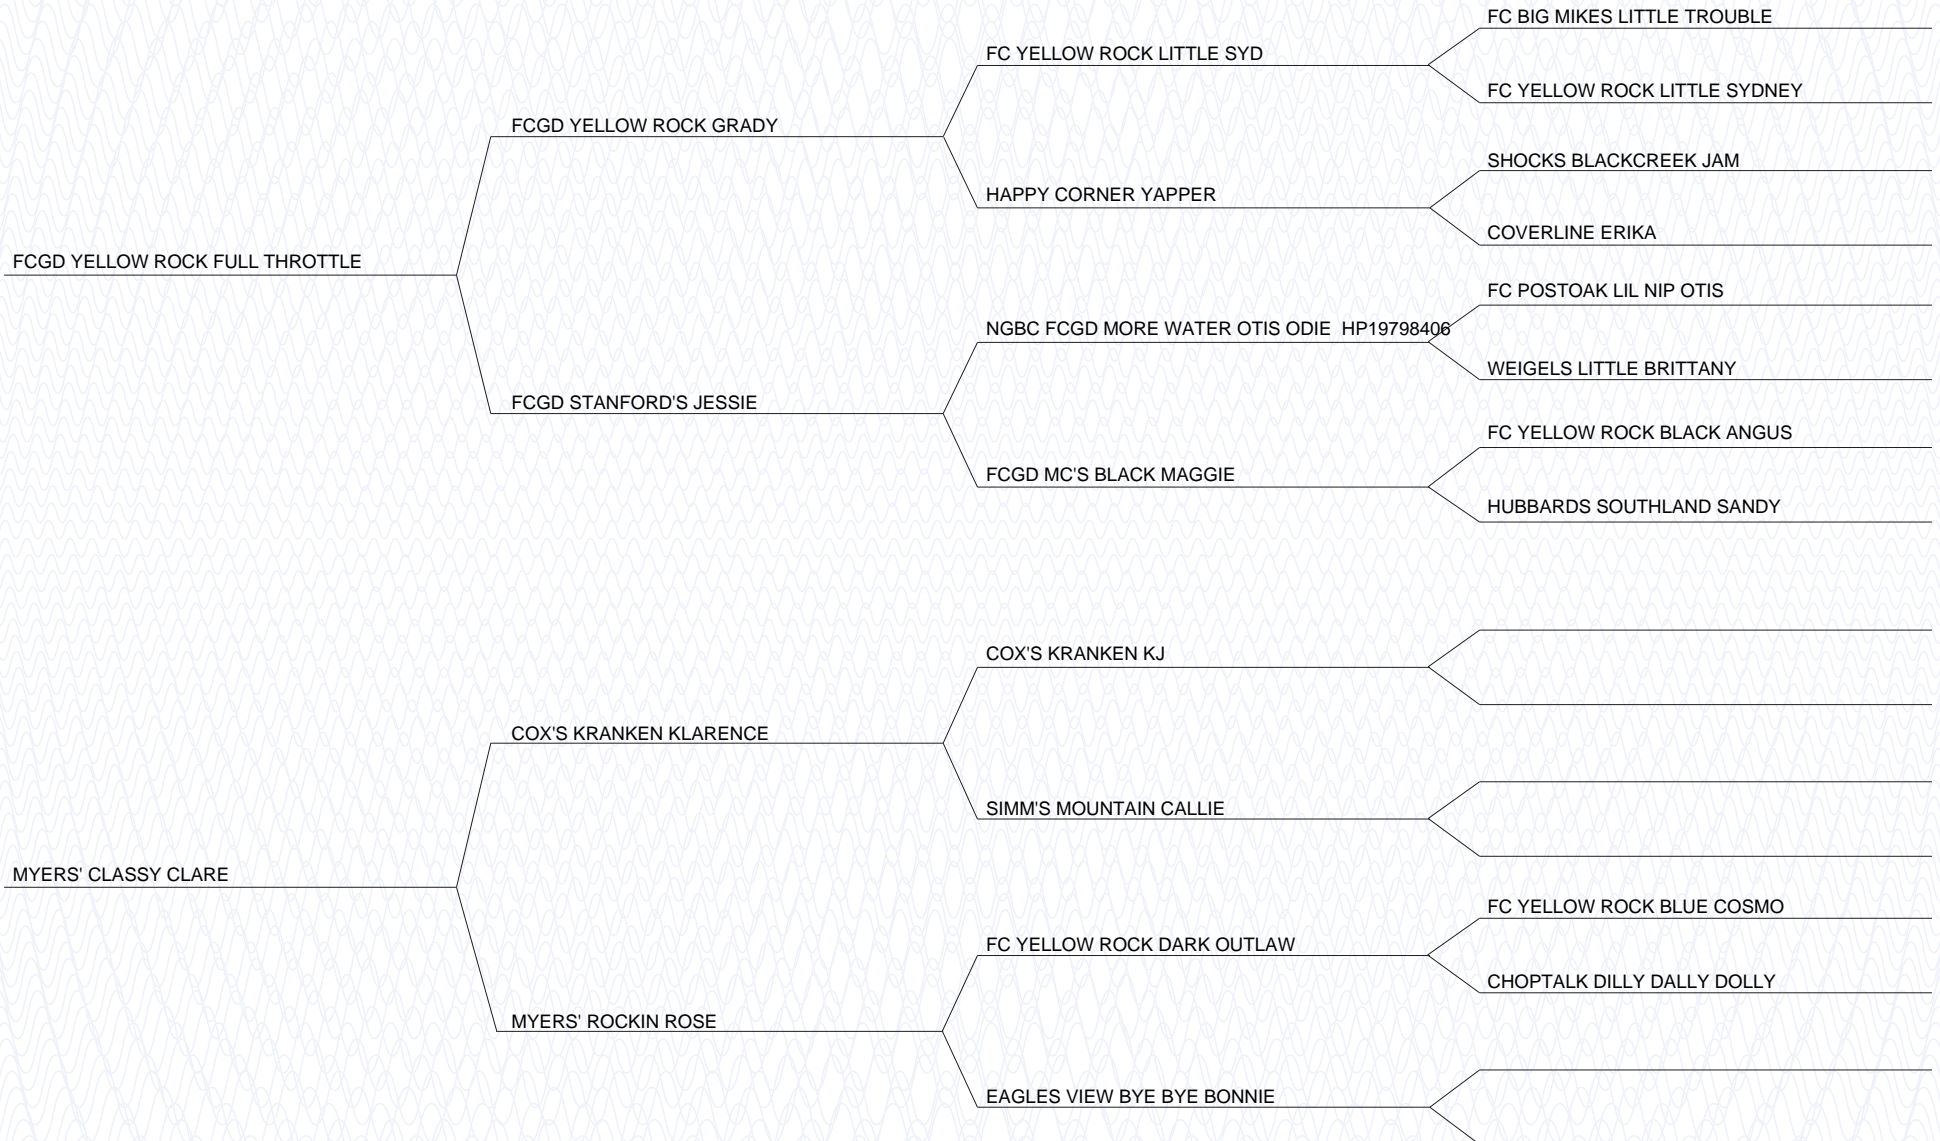 FC BIG MIKES LITTLE TROUBLE
FC YELLOW ROCK LITTLE SYD
FC YELLOW ROCK LITTLE SYDNEY
FCGD YELLOW ROCK GRADY
SHOCKS BLACKCREEK JAM
HAPPY CORNER YAPPER
COVERLINE ERIKA
FCGD YELLOW ROCK FULL THROTTLE
FC POSTOAK LIL NIP OTIS
NGBC FCGD MORE WATER OTIS ODIE  HP19798406
WEIGELS LITTLE BRITTANY
FCGD STANFORD'S JESSIE
FC YELLOW ROCK BLACK ANGUS
FCGD MC'S BLACK MAGGIE
HUBBARDS SOUTHLAND SANDY
COX'S KRANKEN KJ
COX'S KRANKEN KLARENCE
SIMM'S MOUNTAIN CALLIE
MYERS' CLASSY CLARE
FC YELLOW ROCK BLUE COSMO
FC YELLOW ROCK DARK OUTLAW
CHOPTALK DILLY DALLY DOLLY
MYERS' ROCKIN ROSE
EAGLES VIEW BYE BYE BONNIE